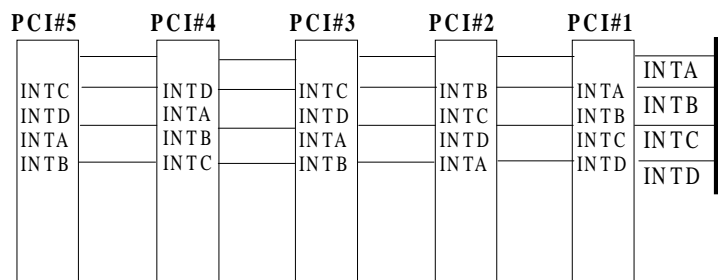 PCI#5 PCI#4 PCI#3 PCI#2 PCI#1
INTA
INTC INTD INTC INTB INTA
INTB
INTD INTA INTD INTC INTB
INTA INTB INTA INTD INTC INTC
INTB INTC INTB INTA INTD
INTD